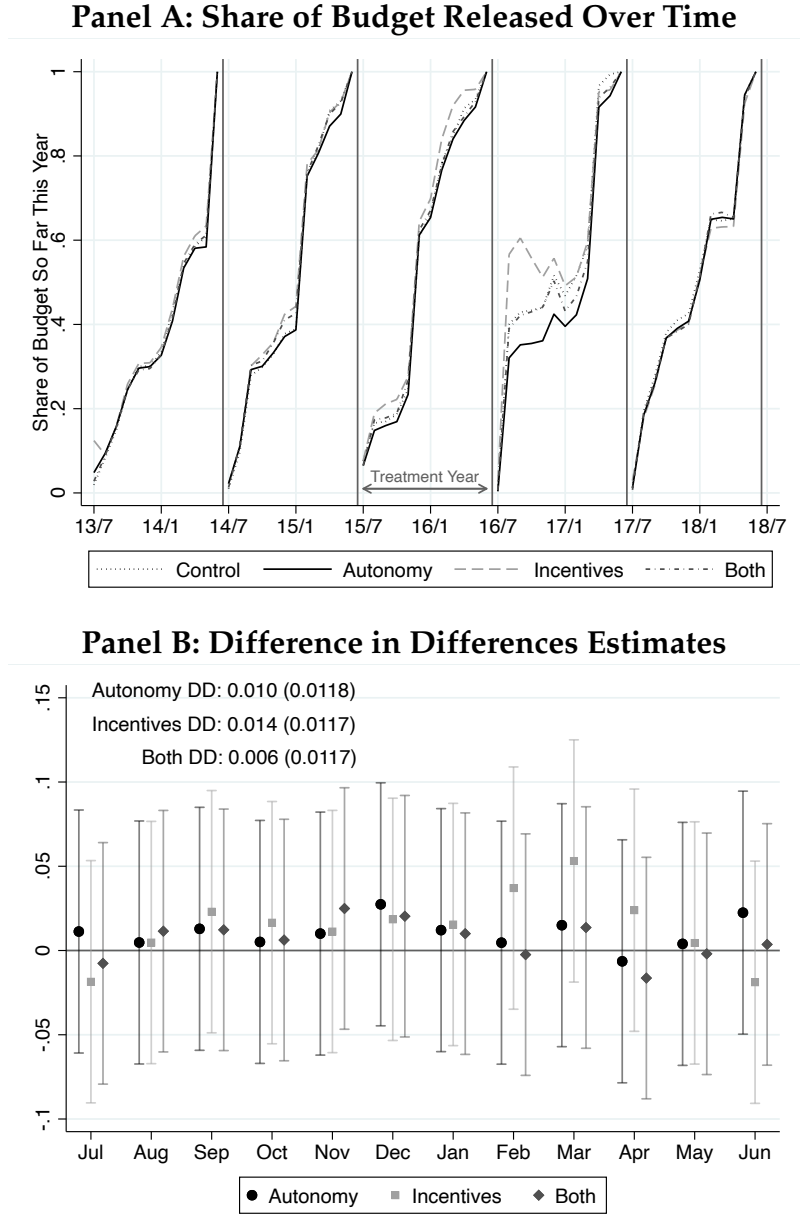 Panel A: Share of Budget Released Over Time
Share of Budget So Far This Year
1
.8
.6
.4
.2
0
Treatment Year
13/7 14/1 14/7 15/1 15/7 16/1 16/7 17/1 17/7 18/1 18/7
Control Autonomy Incentives Both
Panel B: Difference in Differences Estimates
Autonomy DD: 0.010 (0.0118)
Incentives DD: 0.014 (0.0117)
Both DD: 0.006 (0.0117)
.15
.1
.05
0
-.05
-.1
Jul Aug Sep Oct Nov Dec Jan Feb Mar Apr May Jun
Autonomy Incentives Both